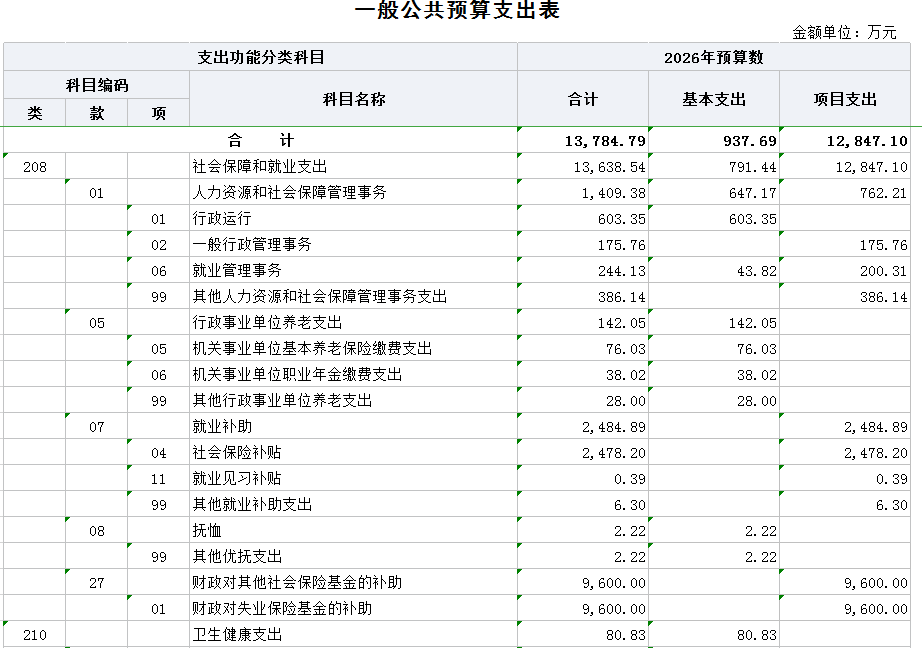 一般公共预算支出表
金额单位：万元
支出功能分类科目 2026年预算数
科目编码 科目名称 合计 基本支出 项目支出
类 款 项
合 计 13,784.79 937.69 12,847.10
208 社会保障和就业支出 13,638.54 791.44 12,847.10
01 人力资源和社会保障管理事务 1,409.38 647.17 762.21
01 行政运行 603.35 603.35
02 一般行政管理事务 175.76 175.76
06 就业管理事务 244.13 43.82 200.31
99 其他人力资源和社会保障管理事务支出 386.14 386.14
05 行政事业单位养老支出 142.05 142.05
05 机关事业单位基本养老保险缴费支出 76.03 76.03
06 机关事业单位职业年金缴费支出 38.02 38.02
99 其他行政事业单位养老支出 28.00 28.00
07 就业补助 2,484.89 2,484.89
04 社会保险补贴 2,478.20 2,478.20
11 就业见习补贴 0.39 0.39
99 其他就业补助支出 6.30 6.30
08 抚恤 2.22 2.22
99 其他优抚支出 2.22 2.22
27 财政对其他社会保险基金的补助 9,600.00 9,600.00
01 财政对失业保险基金的补助 9,600.00 9,600.00
210 卫生健康支出 80.83 80.83